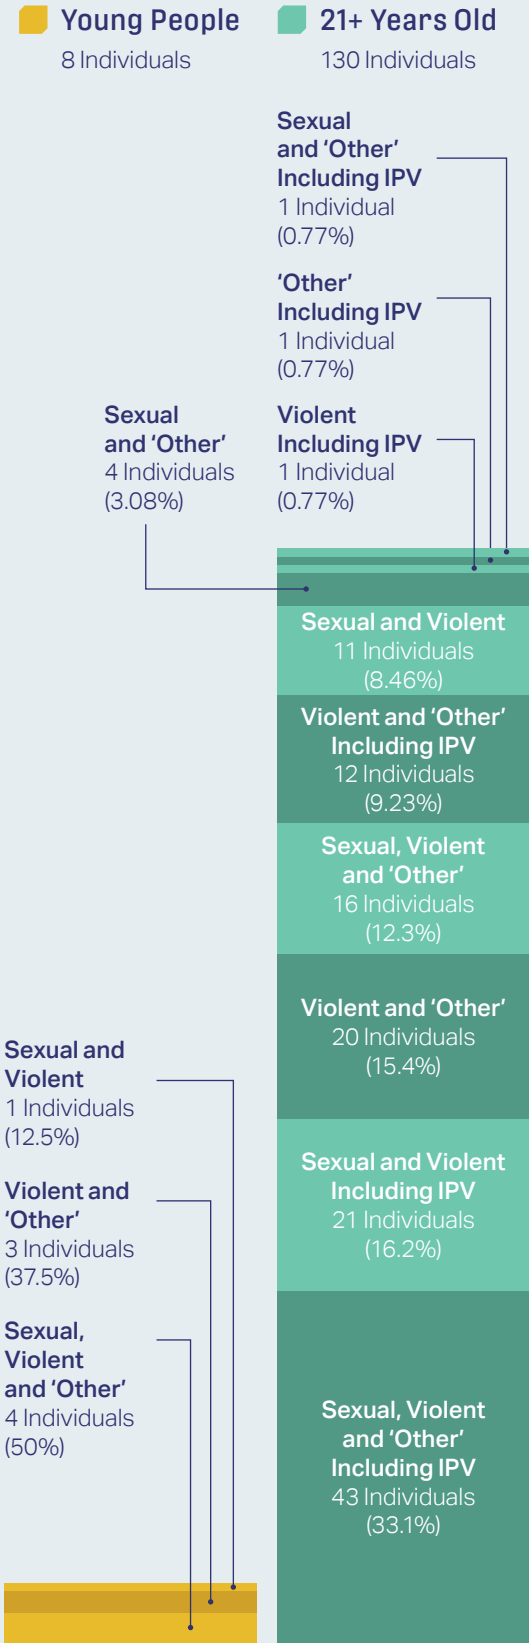 Young People
8 Individuals
21+ Years Old
130 Individuals
Sexual
and ‘Other’
Including IPV
1 Individual
(0.77%)
‘Other’
Including IPV
1 Individual
(0.77%)
Sexual
and ‘Other’
4 Individuals
(3.08%)
Violent
Including IPV
1 Individual
(0.77%)
Sexual and Violent
11 Individuals
(8.46%)
Violent and ‘Other’
Including IPV
12 Individuals
(9.23%)
Sexual, Violent
and ‘Other’
16 Individuals
(12.3%)
Violent and ‘Other’
20 Individuals
(15.4%)
Sexual and Violent
Including IPV
21 Individuals
(16.2%)
Sexual, Violent
and ‘Other’
Including IPV
43 Individuals
(33.1%)
Sexual and
Violent
1 Individuals
(12.5%)
Violent and
‘Other’
3 Individuals
(37.5%)
Sexual,
Violent
and ‘Other’
4 Individuals
(50%)